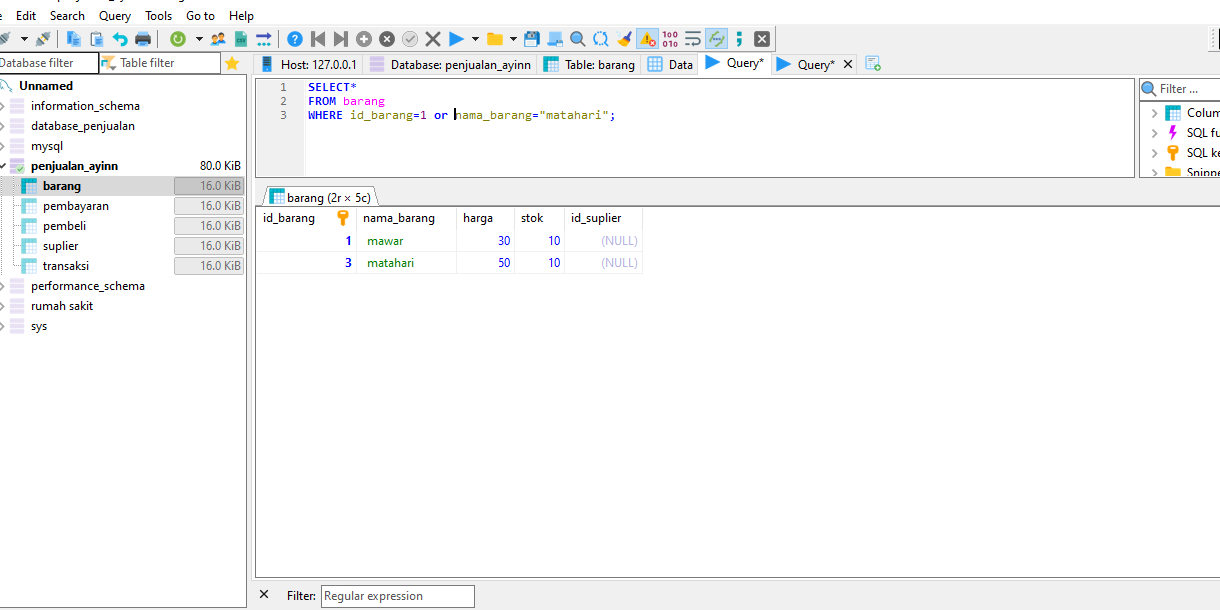 Edit Search Query Tools Go to Help
Database filter Table filter Host: 127.0.0.1 Database: penjualan_ayinn Table: barang Data Query* Query*
Unnamed
information_schema
database_penjualan
mysql
penjualan_ayinn 80.0 KiB
barang 16.0 KiB
pembayaran 16.0 KiB
pembeli 16.0 KiB
suplier 16.0 KiB
transaksi 16.0 KiB
performance_schema
rumah sakit
sys
1 SELECT*
2 FROM barang
3 WHERE id_barang=1 or nama_barang="matahari";
Filter ...
Colum
SQL fu
SQL ke
Snippe
barang (2r × 5c)
id_barang nama_barang harga stok id_suplier
1 mawar 30 10 (NULL)
3 matahari 50 10 (NULL)
Filter: Regular expression